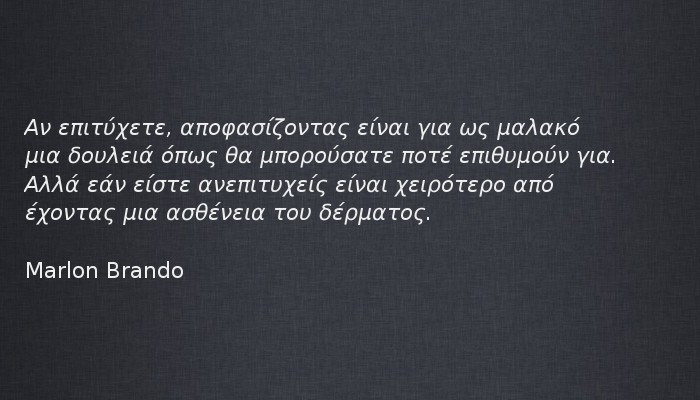 Αν επιτύχετε, αποφασίζοντας είναι για ως μαλακό
μια δουλειά όπως θα μπορούσατε ποτέ επιθυμούν για.
Αλλά εάν είστε ανεπιτυχείς είναι χειρότερο από
έχοντας μια ασθένεια του δέρματος.
Marlon Brando